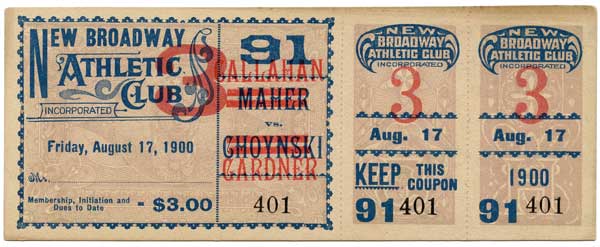 NEW BROADWAY
ATHLETIC
CLUB
INCORPORATED
3
Friday, August 17, 1900
M
Membership, Initiation and
Dues to Date
- $3.00
91
CALLAHAN
MAHER
vs.
CHOYNSKI
GARDNER
401
NEW
BROADWAY
ATHLETIC CLUB
INCORPORATED
3
Aug. 17
KEEP THIS
COUPON
91 401
NEW
BROADWAY
ATHLETIC CLUB
INCORPORATED
3
Aug. 17
1900
91 401